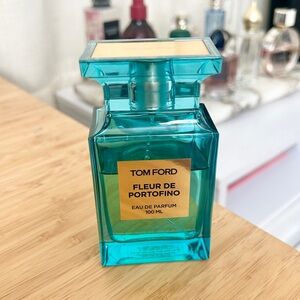 TOM FORD
FLEUR DE
PORTOFINO
EAU DE PARFUM
100 ML